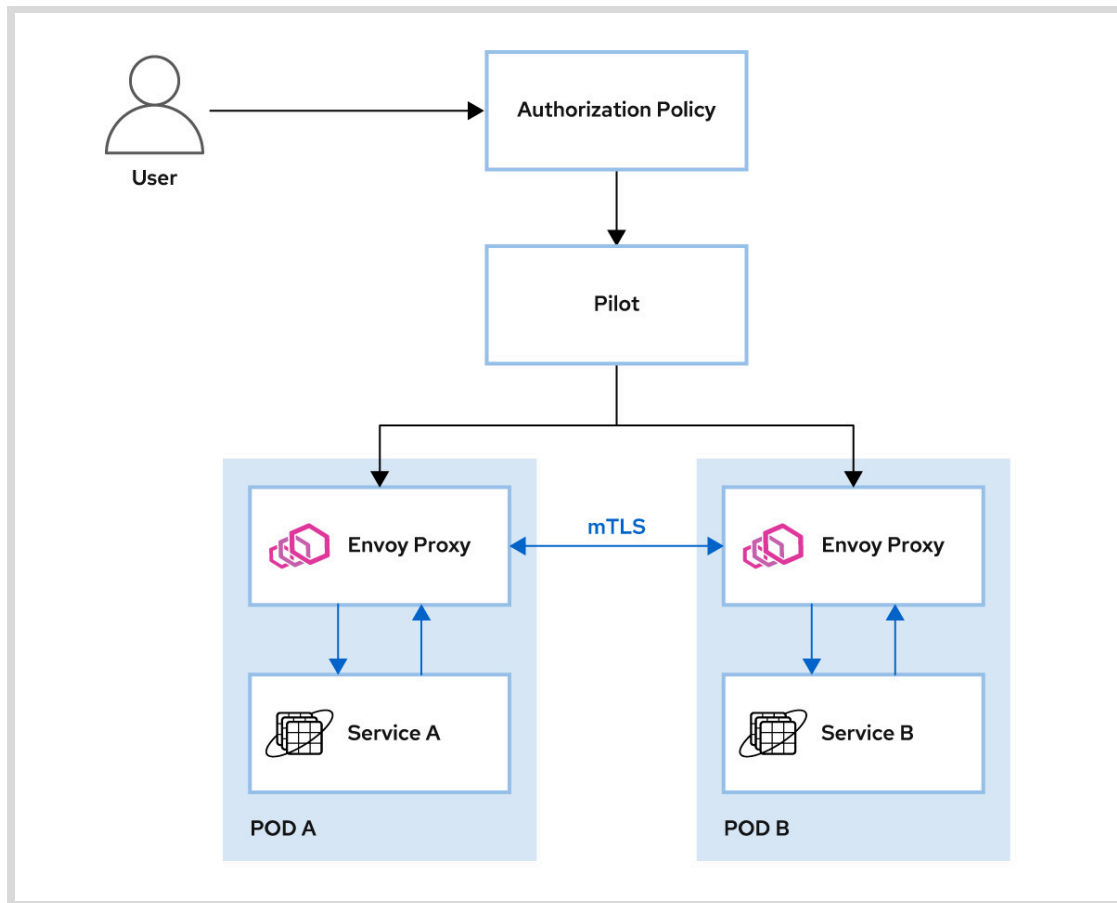 Authorization Policy
User
Pilot
mTLS
Envoy Proxy
Envoy Proxy
Service A
Service B
POD A
POD B